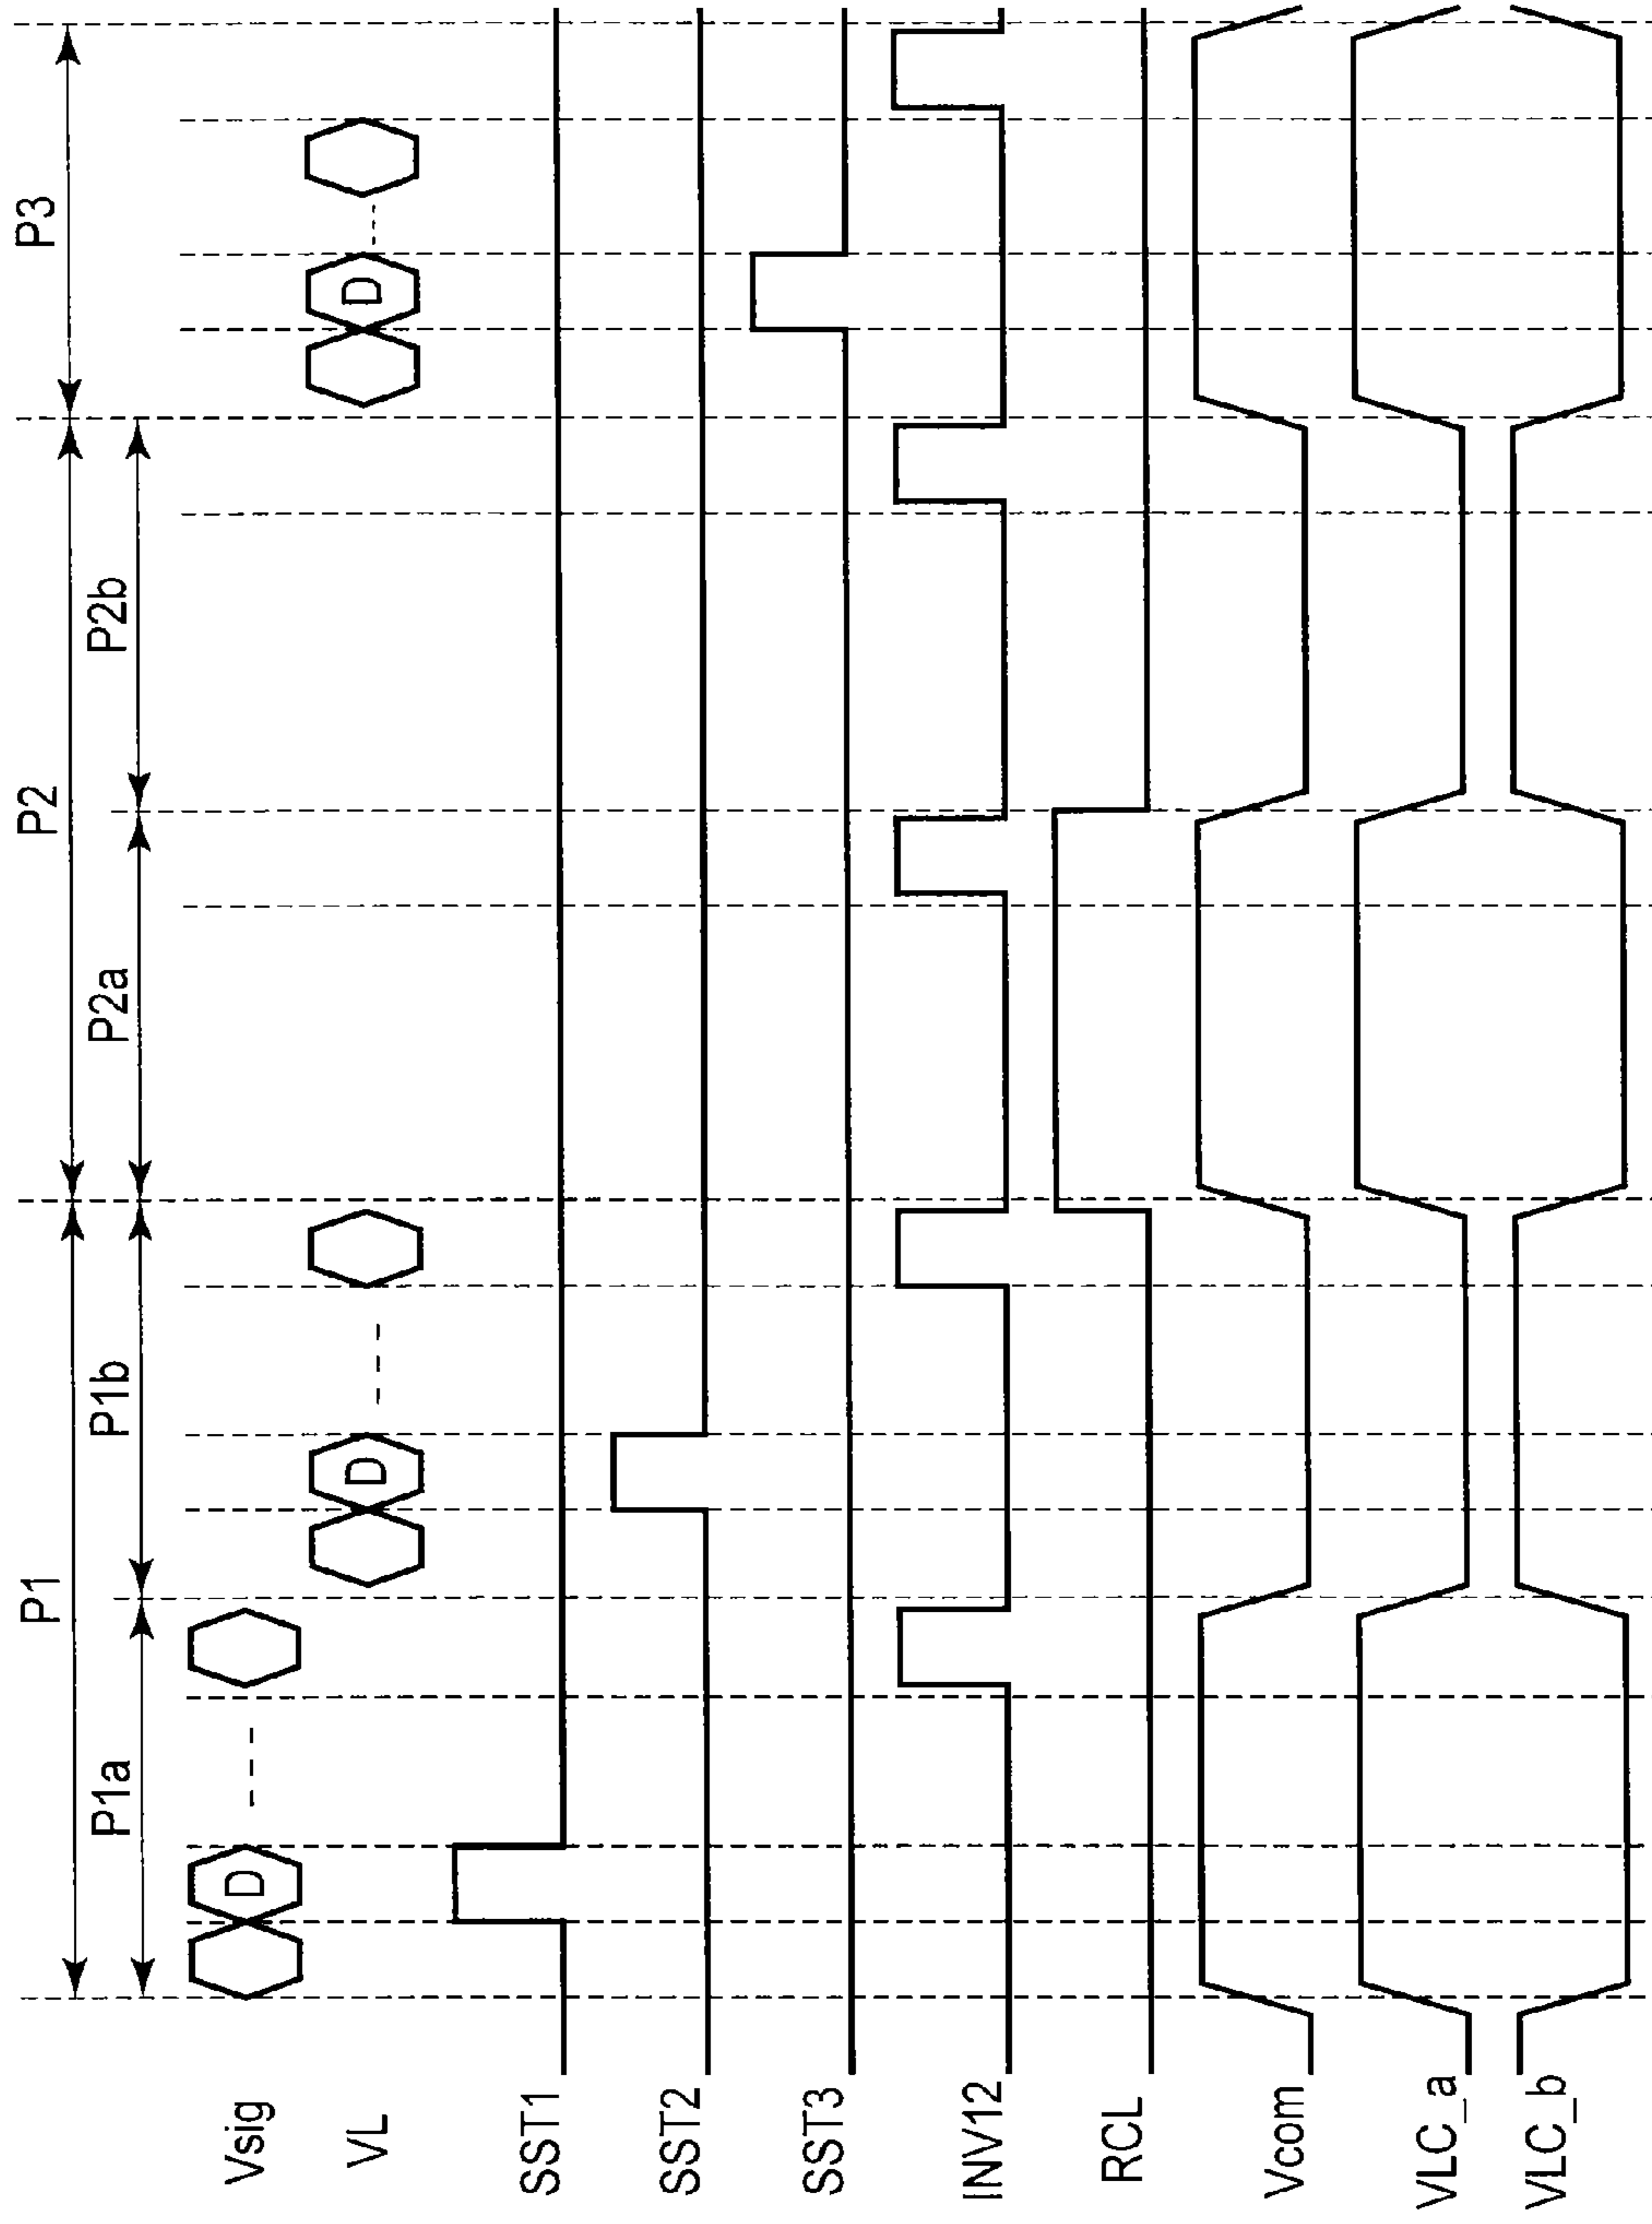 P1
P2
P3
P1a
P1b
P2a
P2b
Vsig
D
VL
D
D
SST1
SST2
SST3
INV12
RCL
Vcom
VLC_a
VLC_b